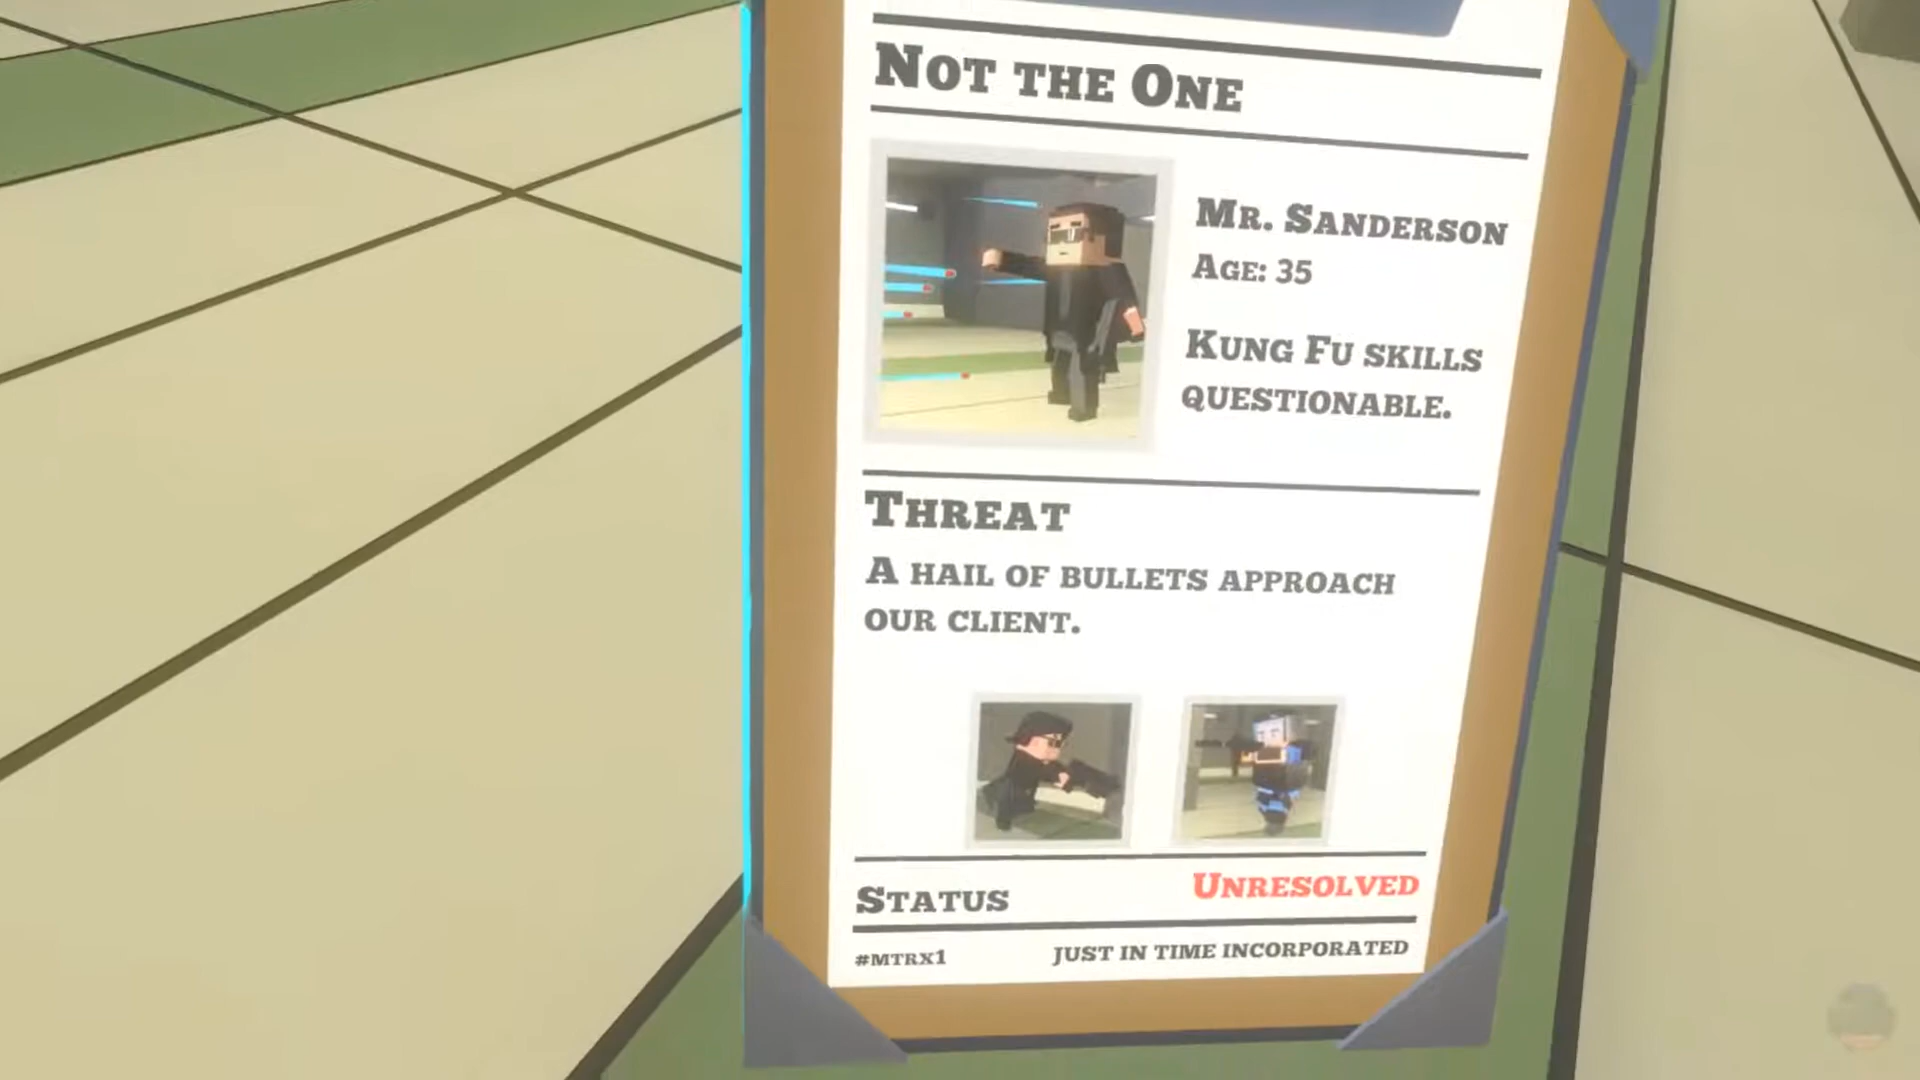 Not the One
Mr. Sanderson
Age: 35
Kung Fu skills
questionable.
Threat
A hail of bullets approach
our client.
Status
Unresolved
#mtrx1
Just in Time Incorporated